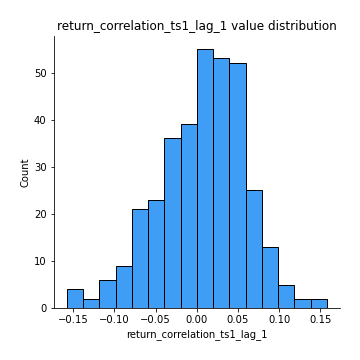 return_correlation_ts1_lag_1 value distribution
50
40
30
20
10
0
Count
−0.15 −0.10 −0.05 0.00 0.05 0.10 0.15
return_correlation_ts1_lag_1